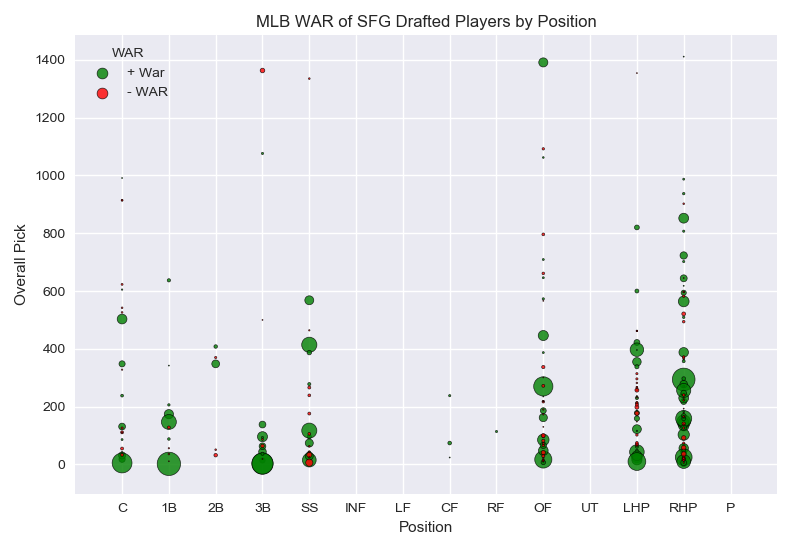 MLB WAR of SFG Drafted Players by Position
WAR
+ War
- WAR
1400
1200
1000
800
600
400
200
0
Overall Pick
C 1B 2B 3B SS INF LF CF RF OF UT LHP RHP P
Position